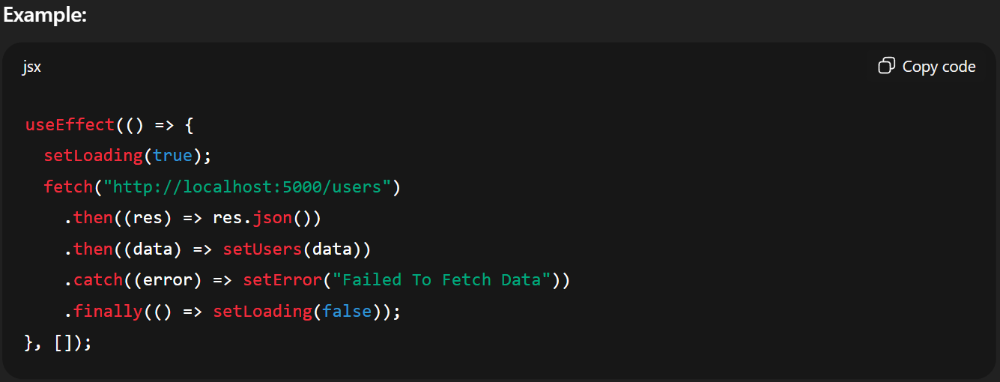 Example:
jsx
Copy code
useEffect(() => {
  setLoading(true);
  fetch("http://localhost:5000/users")
    .then((res) => res.json())
    .then((data) => setUsers(data))
    .catch((error) => setError("Failed To Fetch Data"))
    .finally(() => setLoading(false));
}, []);